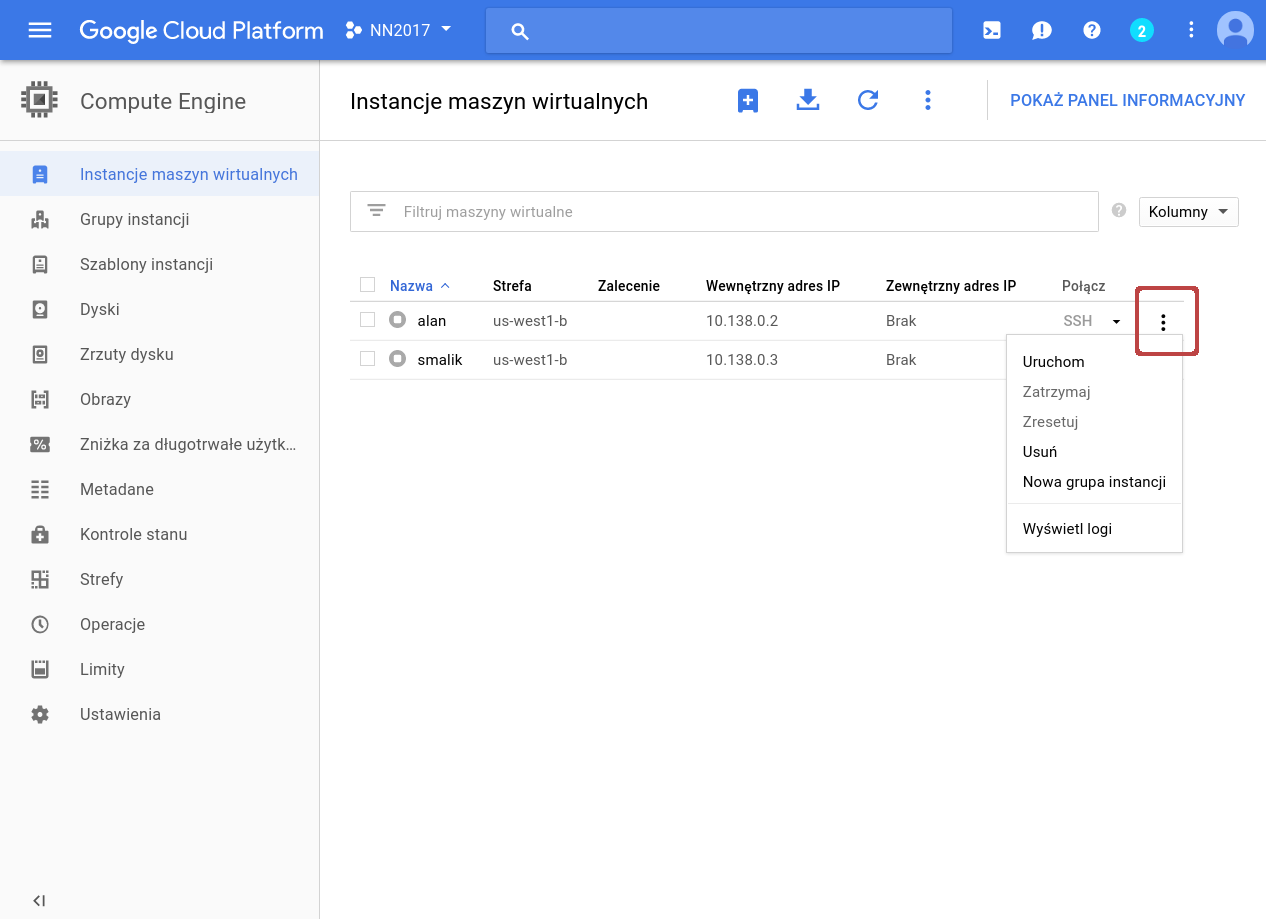 Google Cloud Platform NN2017 2
Compute Engine
Instancje maszyn wirtualnych
POKAŻ PANEL INFORMACYJNY
Instancje maszyn wirtualnych
Grupy instancji
Szablony instancji
Dyski
Zrzuty dysku
Obrazy
Zniżka za długotrwałe użytk...
Metadane
Kontrole stanu
Strefy
Operacje
Limity
Ustawienia
Filtruj maszyny wirtualne
Kolumny
Nazwa Strefa Zalecenie Wewnętrzny adres IP Zewnętrzny adres IP Połącz
alan us-west1-b 10.138.0.2 Brak SSH
smalik us-west1-b 10.138.0.3 Brak
Uruchom
Zatrzymaj
Zresetuj
Usuń
Nowa grupa instancji
Wyświetl logi